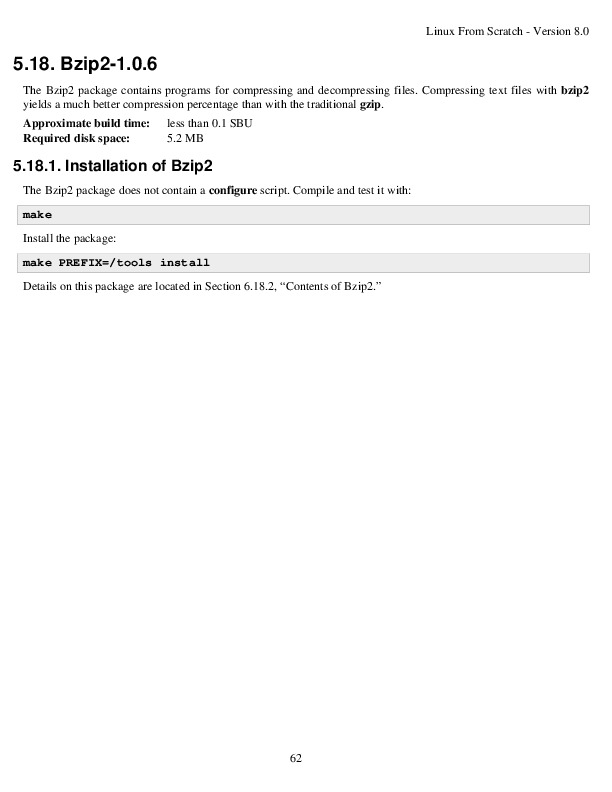 Linux From Scratch - Version 8.0
5.18. Bzip2-1.0.6
The Bzip2 package contains programs for compressing and decompressing files. Compressing text files with bzip2
yields a much better compression percentage than with the traditional gzip.
Approximate build time: less than 0.1 SBU
Required disk space: 5.2 MB
5.18.1. Installation of Bzip2
The Bzip2 package does not contain a configure script. Compile and test it with:
make
Install the package:
make PREFIX=/tools install
Details on this package are located in Section 6.18.2, “Contents of Bzip2.”
62